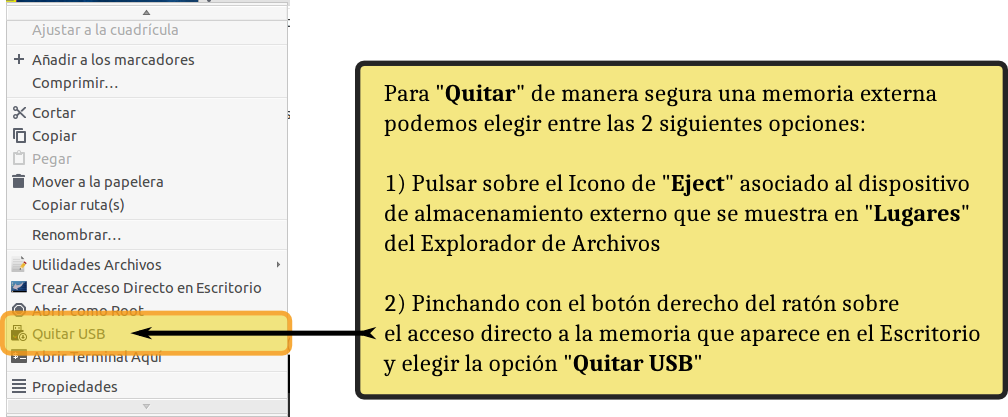 Ajustar a la cuadrícula
Añadir a los marcadores
Comprimir...
Cortar
Copiar
Pegar
Mover a la papelera
Copiar ruta(s)
Renombrar...
Utilidades Archivos
Crear Acceso Directo en Escritorio
Abrir como Root
Quitar USB
Abrir Terminal Aquí
Propiedades
Para "Quitar" de manera segura una memoria externa
podemos elegir entre las 2 siguientes opciones:
1) Pulsar sobre el Icono de "Eject" asociado al dispositivo
de almacenamiento externo que se muestra en "Lugares"
del Explorador de Archivos
2) Pinchando con el botón derecho del ratón sobre
el acceso directo a la memoria que aparece en el Escritorio
y elegir la opción "Quitar USB"